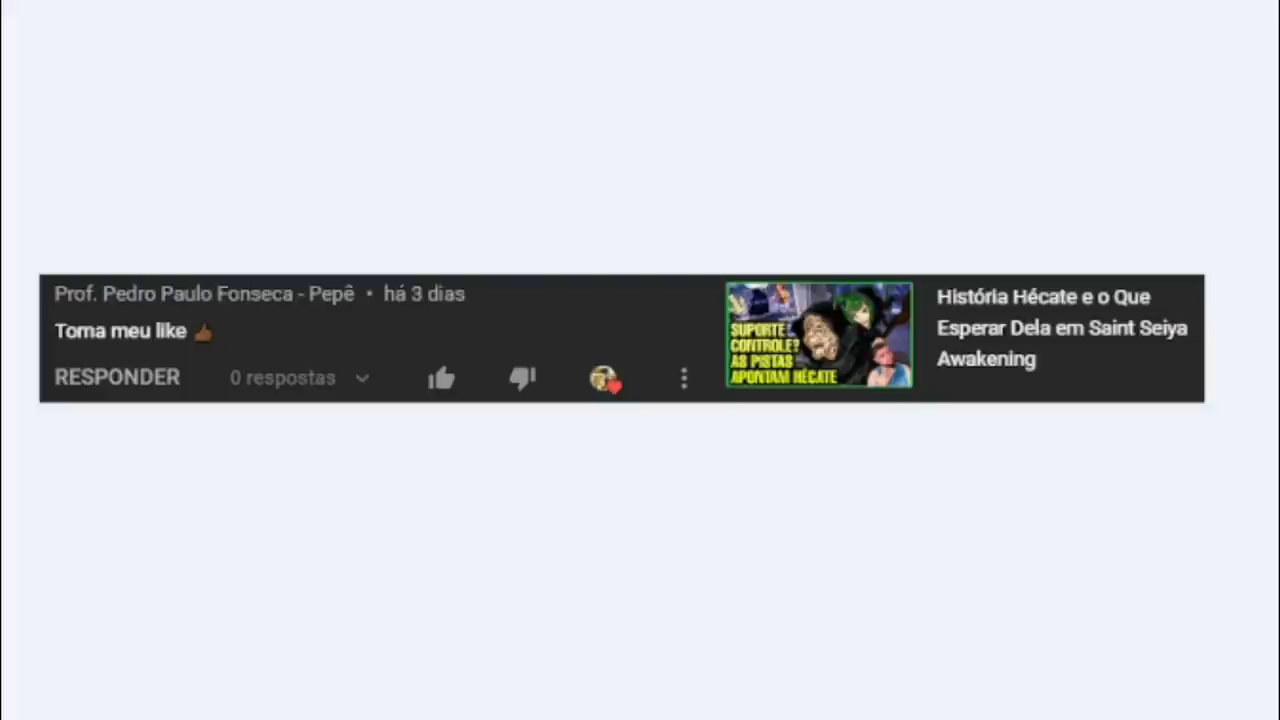 Prof. Pedro Paulo Fonseca - Pepê • há 3 dias
Toma meu like 👍🏾
RESPONDER 0 respostas
SUPORTE
CONTROLE?
AS PISTAS
APONTAM HÉCATE
História Hécate e o Que
Esperar Dela em Saint Seiya
Awakening